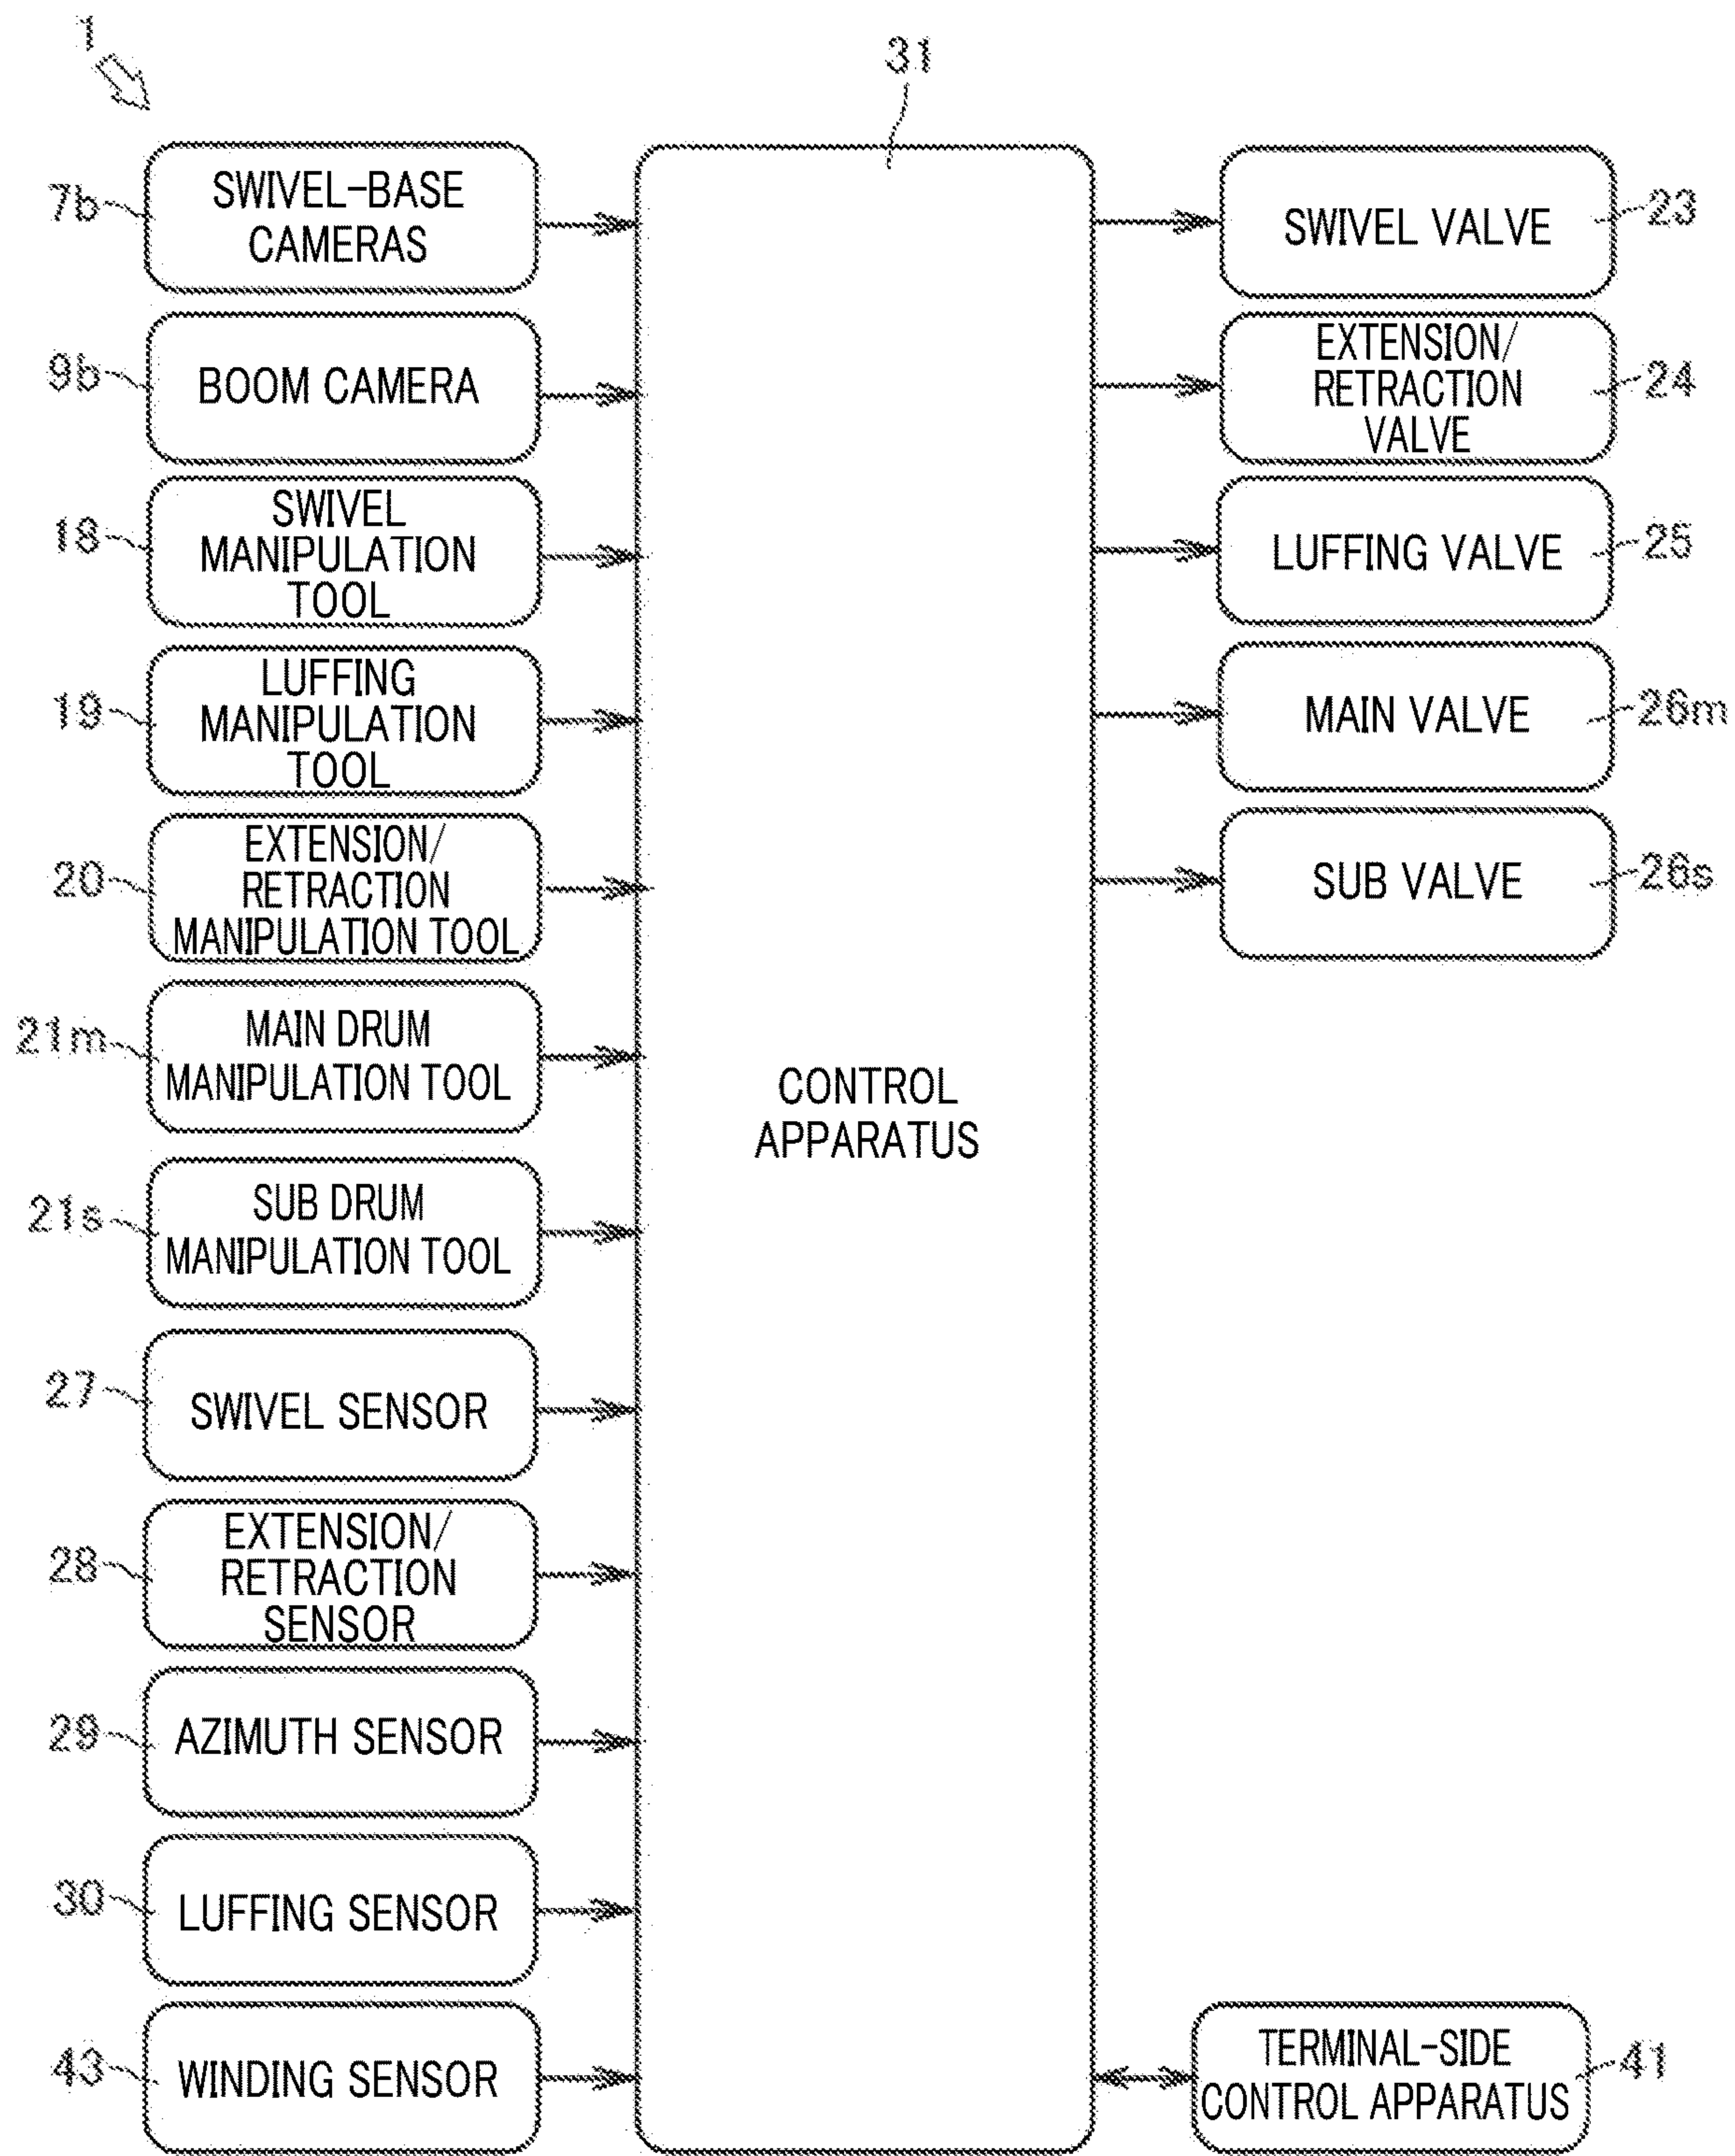 1
31
7b
SWIVEL-BASE
CAMERAS
9b
BOOM CAMERA
18
SWIVEL
MANIPULATION
TOOL
19
LUFFING
MANIPULATION
TOOL
20
EXTENSION/
RETRACTION
MANIPULATION TOOL
21m
MAIN DRUM
MANIPULATION TOOL
21s
SUB DRUM
MANIPULATION TOOL
27
SWIVEL SENSOR
28
EXTENSION/
RETRACTION
SENSOR
29
AZIMUTH SENSOR
30
LUFFING SENSOR
43
WINDING SENSOR
CONTROL
APPARATUS
SWIVEL VALVE
23
EXTENSION/
RETRACTION
VALVE
24
LUFFING VALVE
25
MAIN VALVE
26m
SUB VALVE
26s
TERMINAL-SIDE
CONTROL APPARATUS
41